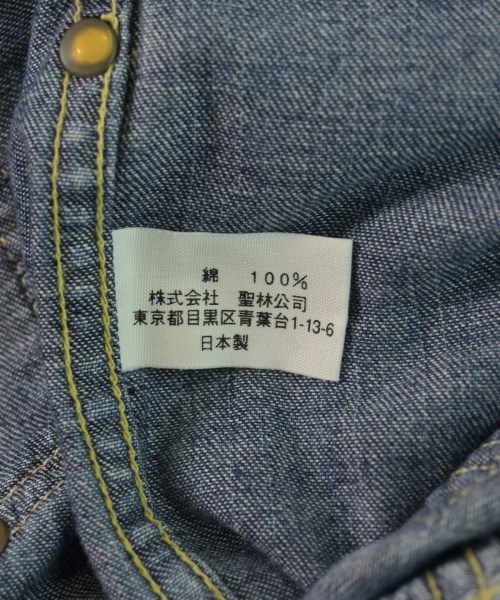 綿 100%
株式会社 聖林公司
東京都目黒区青葉台1-13-6
日本製